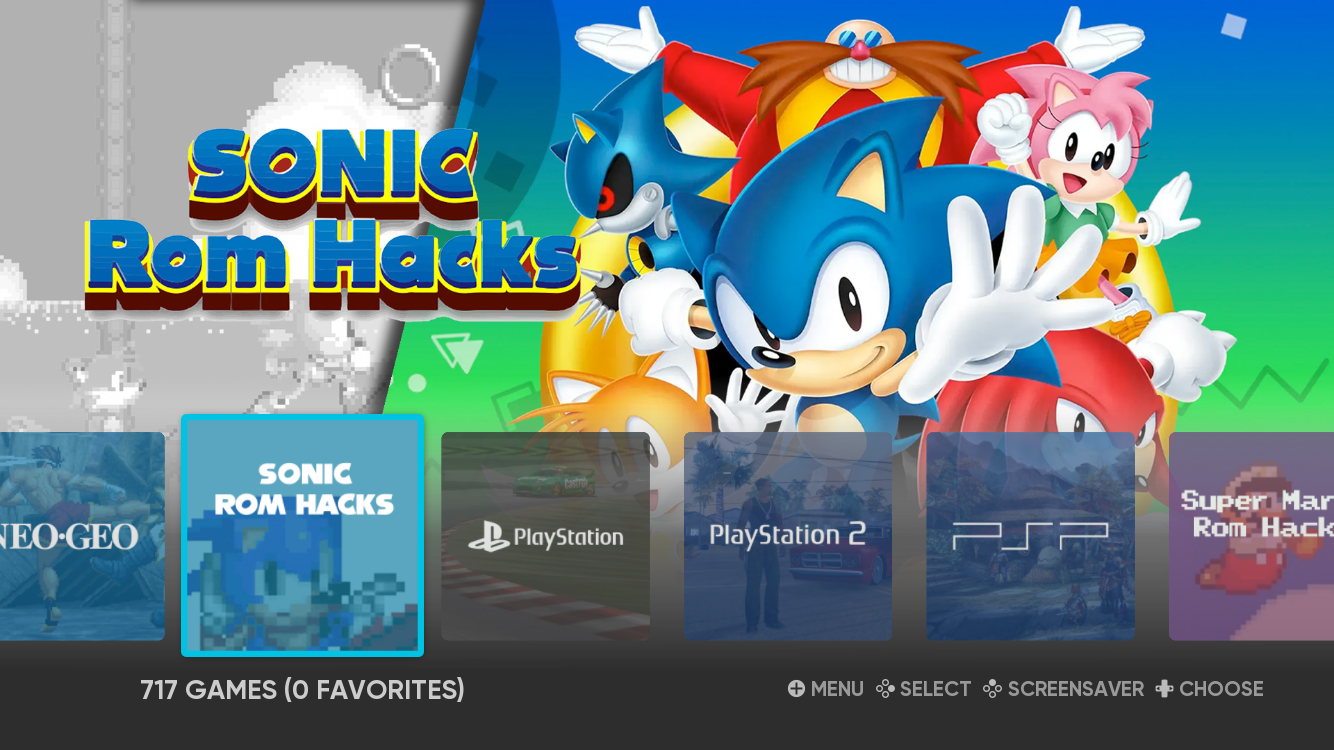 SONIC
Rom Hacks
NEO·GEO
SONIC
ROM HACKS
PlayStation
PlayStation 2
PSP
Super Mar
Rom Hack
717 GAMES (0 FAVORITES)
MENU SELECT SCREENSAVER CHOOSE